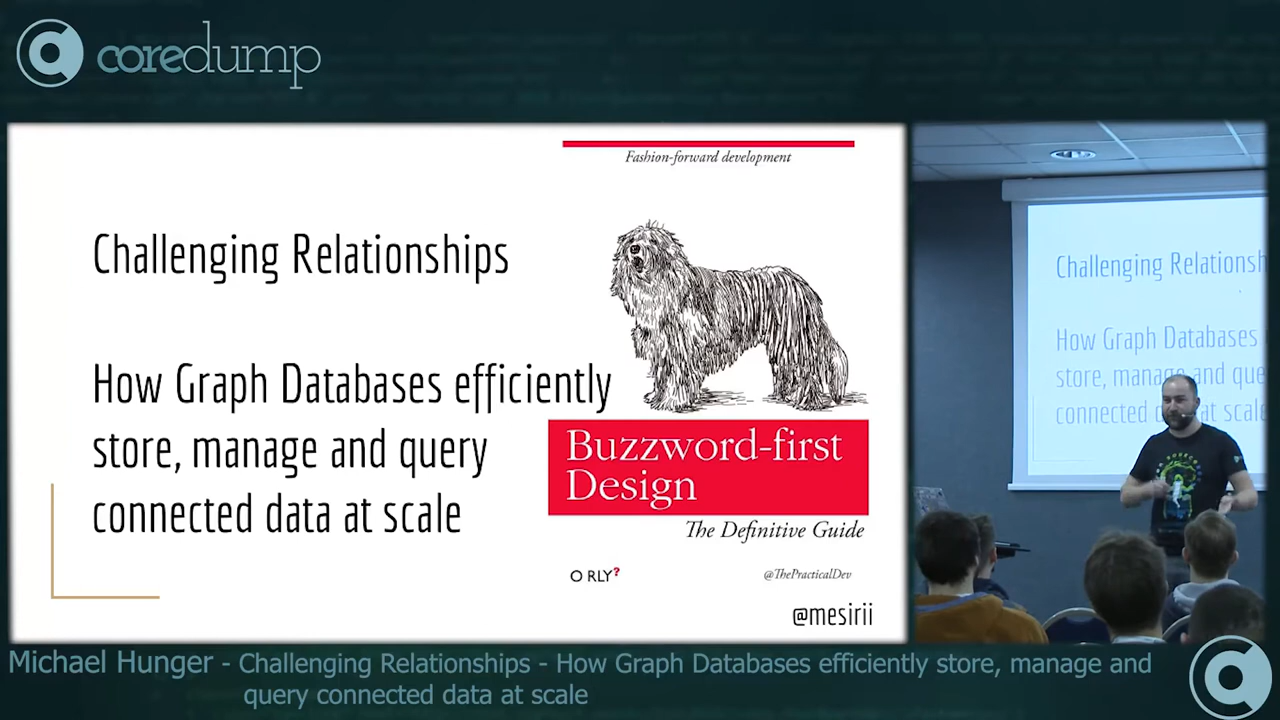 coredump
Fashion-forward development
Challenging Relationships
How Graph Databases efficiently
store, manage and query
connected data at scale
Buzzword-first
Design
The Definitive Guide
O RLY?
@ThePracticalDev
@mesirii
Challenging Relationsh
How Graph Databases
store, manage and que
connected d at scale
Michael Hunger - Challenging Relationships - How Graph Databases efficiently store, manage and
query connected data at scale